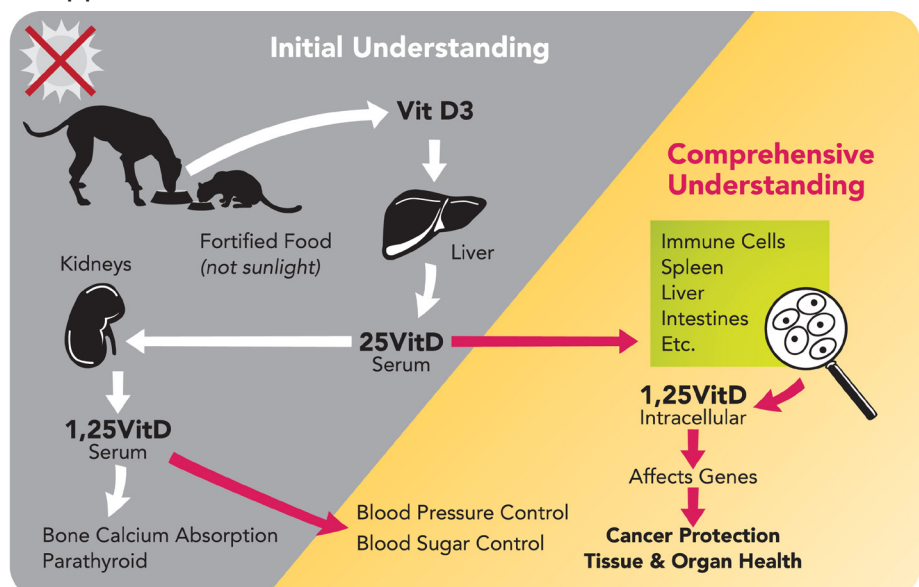 Initial Understanding
Vit D3
Comprehensive
Understanding
Fortified Food
(not sunlight)
Liver
Kidneys
Immune Cells
Spleen
Liver
Intestines
Etc.
25VitD
Serum
1,25VitD
Intracellular
1,25VitD
Serum
Affects Genes
Bone Calcium Absorption
Parathyroid
Blood Pressure Control
Blood Sugar Control
Cancer Protection
Tissue & Organ Health